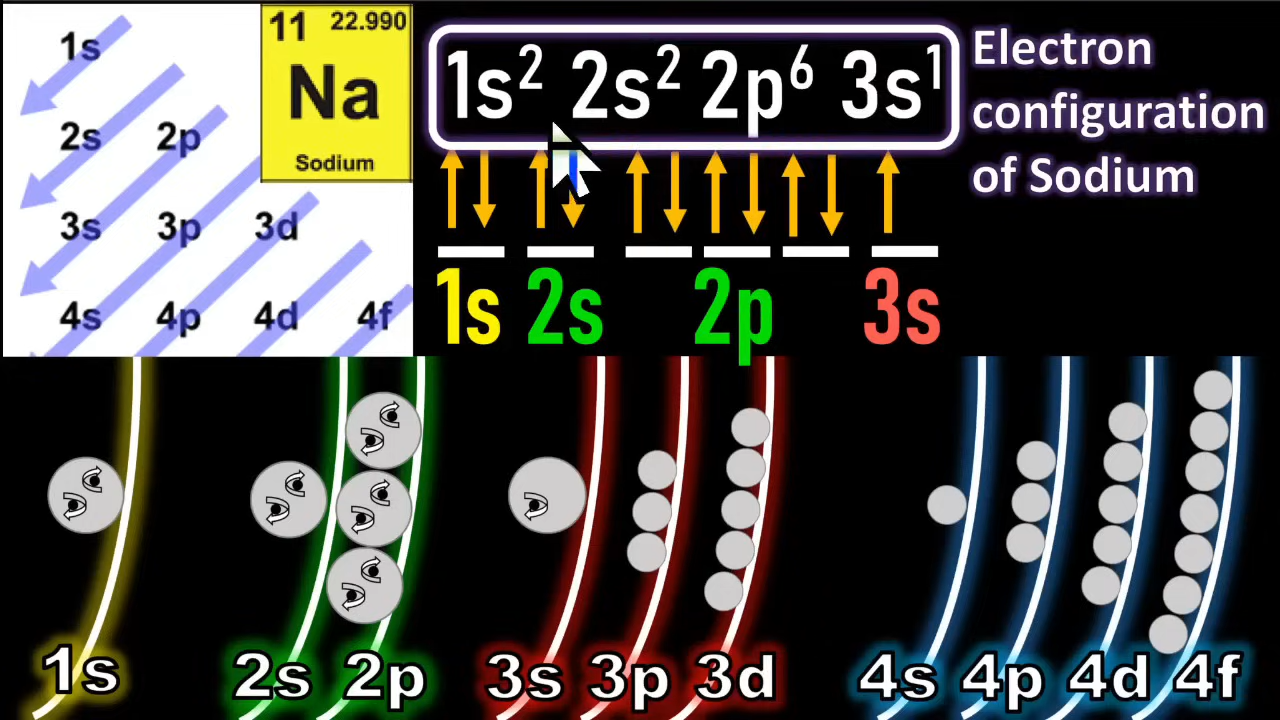 1s
2s 2p
3s 3p 3d
4s 4p 4d 4f
11 22.990
Na
Sodium
1s² 2s² 2p⁶ 3s¹
Electron
configuration
of Sodium
1s 2s 2p 3s
1s 2s 2p 3s 3p 3d 4s 4p 4d 4f